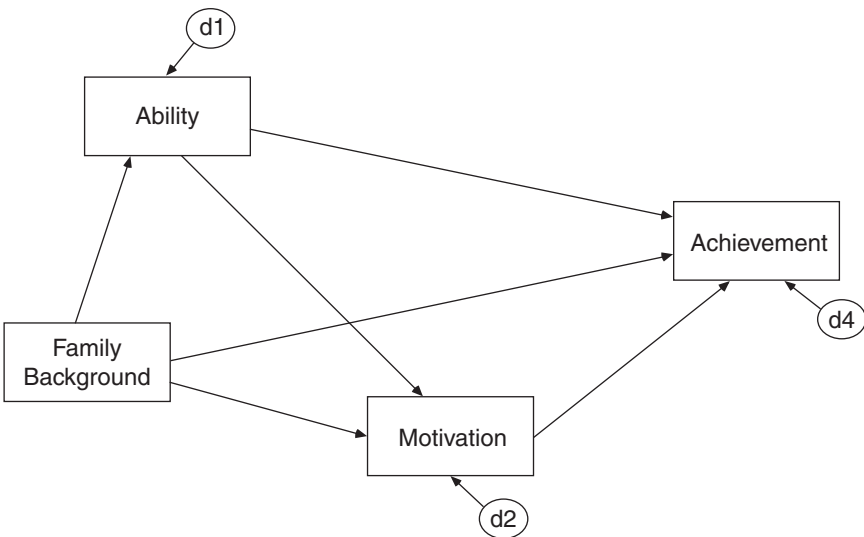 d1
Ability
Achievement
d4
Family
Background
Motivation
d2